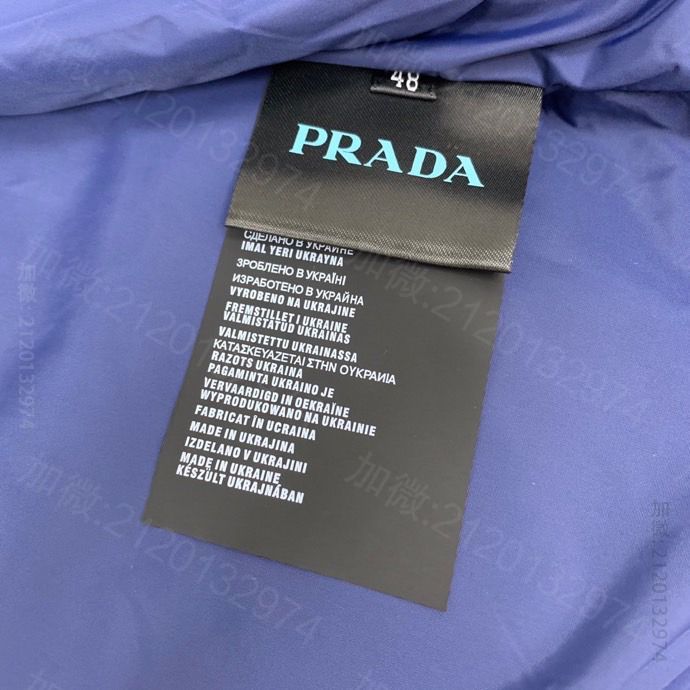 48
PRADA
СДЕЛАНО В УКРАИНЕ
IMAL YERI UKRAYNA
ЗРОБЛЕНО В УКРАЇНІ
ИЗРАБОТЕНО В УКРАЙНА
VYROBENO NA UKRAJINE
FREMSTILLET I UKRAINE
VALMISTATUD UKRAINAS
VALMISTETTU UKRAINASSA
ΚΑΤΑΣΚΕΥΑΖΕΤΑΙ ΣΤΗΝ ΟΥΚΡΑΝΙΑ
RAZOTS UKRAINA
PAGAMINTA UKRAINO JE
VERVAARDIGD IN OEKRAÏNE
WYPRODUKOWANO NA UKRAINIE
FABRICAT ÎN UCRAINA
MADE IN UKRAJINA
IZDELANO V UKRAJINI
MADE IN UKRAINE
KÉSZÜLT UKRAJNÁBAN
加微:2120132974
加微:2120132974
加微:2120132974
加微:2120132974